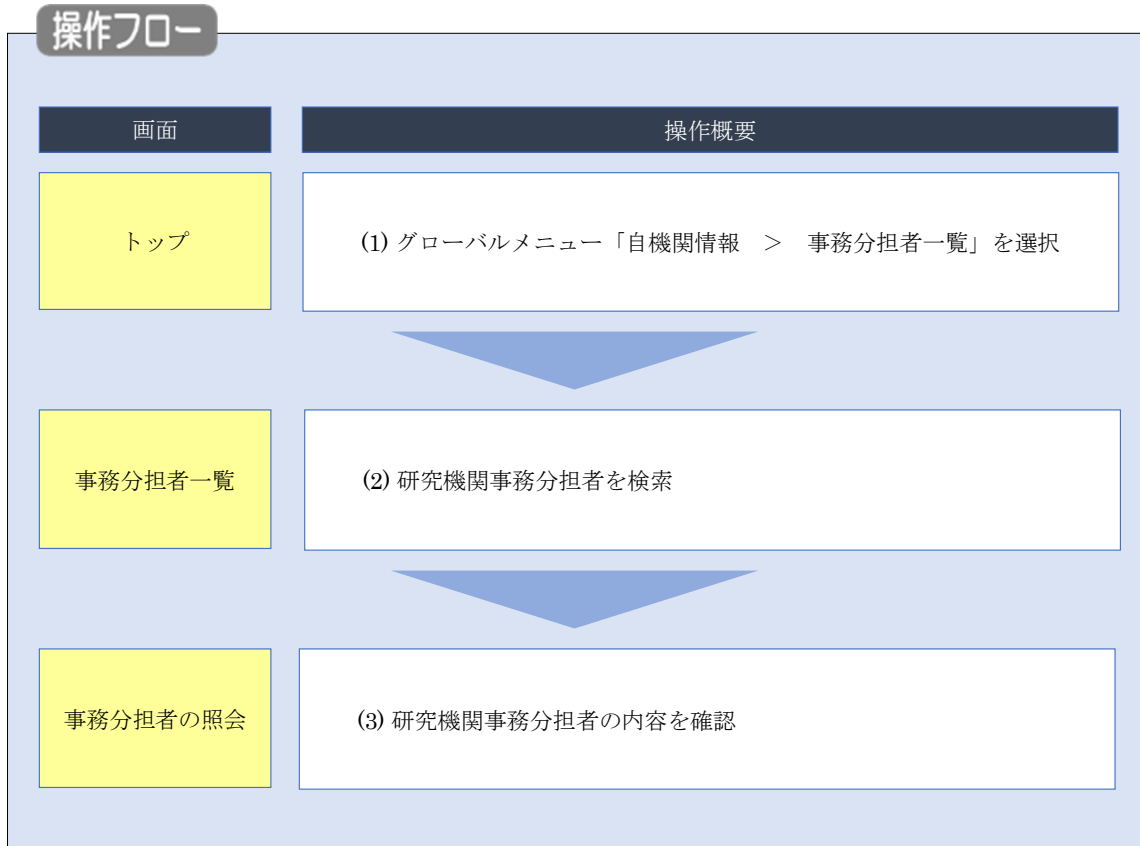 操作フロー
画面
操作概要
トップ
(1) グローバルメニュー「自機関情報　＞　事務分担者一覧」を選択
事務分担者一覧
(2) 研究機関事務分担者を検索
事務分担者の照会
(3) 研究機関事務分担者の内容を確認